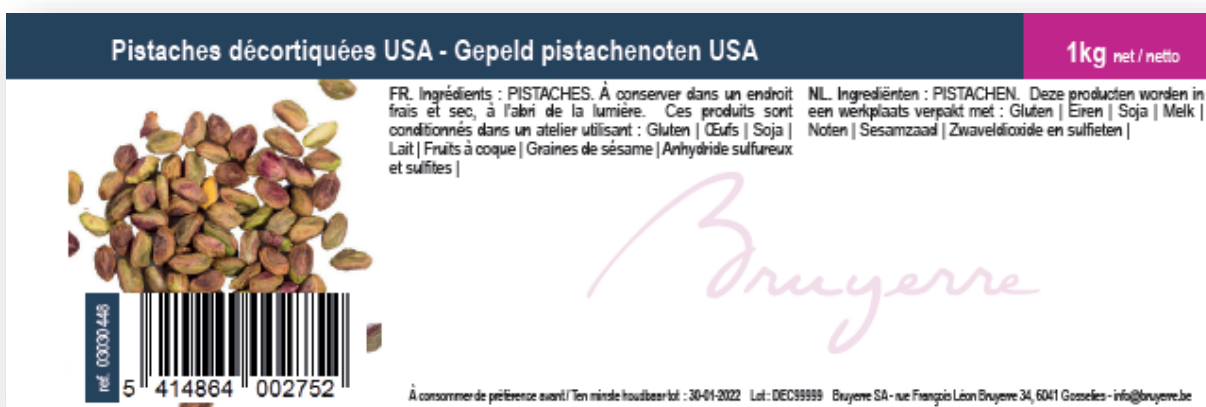 Pistaches décortiquées USA - Gepeld pistachenoten USA
1kg net / netto
FR. Ingrédients : PISTACHES. À conserver dans un endroit
frais et sec, à l'abri de la lumière. Ces produits sont
conditionnés dans un atelier utilisant : Gluten | Œufs | Soja |
Lait | Fruits à coque | Graines de sésame | Anhydride sulfureux
et sulfites |
NL. Ingrediënten : PISTACHEN. Deze producten worden in
een werkplaats verpakt met : Gluten | Eiren | Soja | Melk |
Noten | Sesamzaad | Zwaveldioxide en sulfieten |
Bruyerre
ref. 03030448
5 414864 002752
À consommer de préférence avant / Ten minste houdbaar tot : 30-01-2022 Lot : DEC99999 Bruyerre SA - rue François Léon Bruyerre 34, 6041 Gosselies - info@bruyerre.be